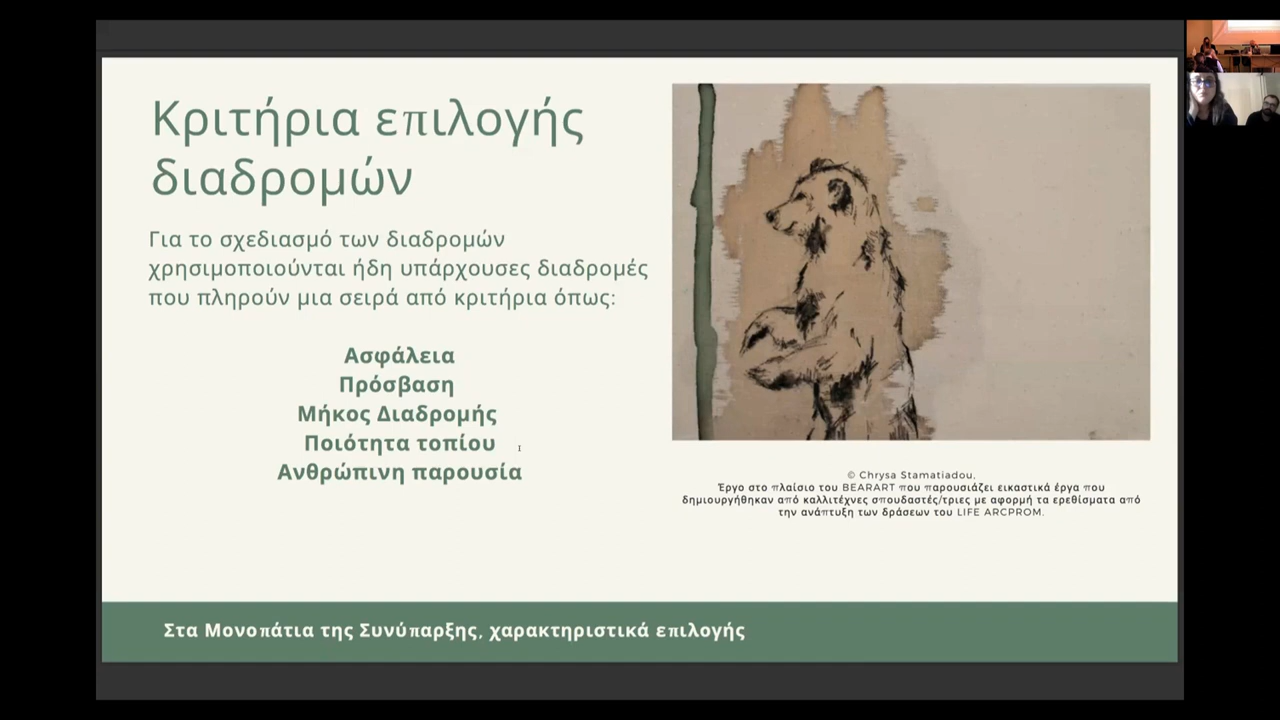 Κριτήρια επιλογής
διαδρομών
Για το σχεδιασμό των διαδρομών
χρησιμοποιούνται ήδη υπάρχουσες διαδρομές
που πληρούν μια σειρά από κριτήρια όπως:
Ασφάλεια
Πρόσβαση
Μήκος Διαδρομής
Ποιότητα τοπίου
Ανθρώπινη παρουσία
© Chrysa Stamatiadou,
Έργο στο πλαίσιο του BEARART που παρουσιάζει εικαστικά έργα που
δημιουργήθηκαν από καλλιτέχνες σπουδαστές/τριες με αφορμή τα ερεθίσματα από
την ανάπτυξη των δράσεων του LIFE ARCPROM.
Στα Μονοπάτια της Συνύπαρξης, χαρακτηριστικά επιλογής